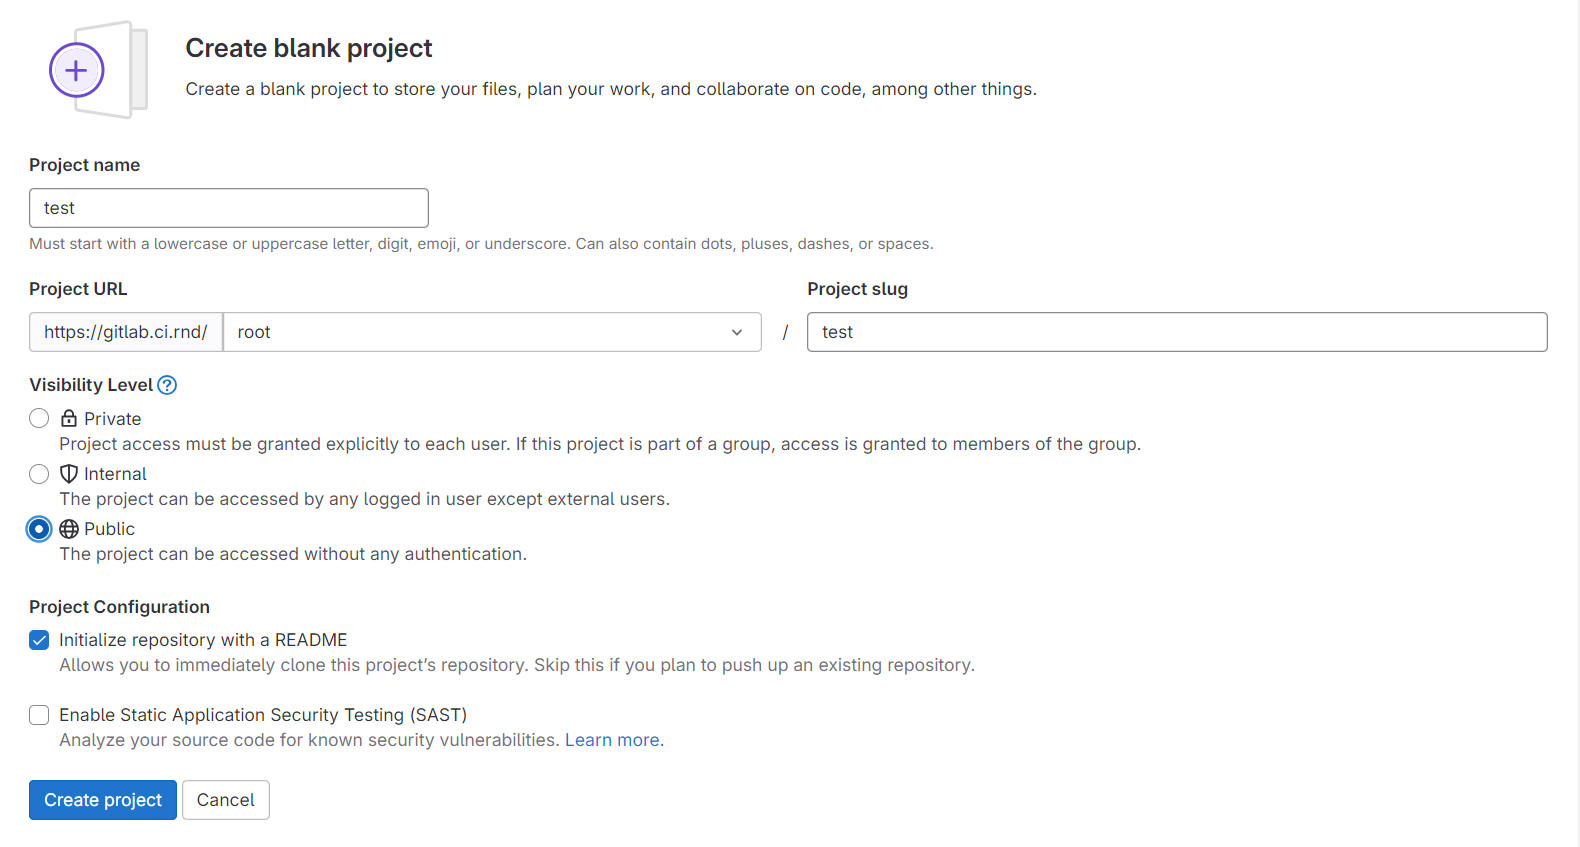 Create blank project
Create a blank project to store your files, plan your work, and collaborate on code, among other things.
Project name
test
Must start with a lowercase or uppercase letter, digit, emoji, or underscore. Can also contain dots, pluses, dashes, or spaces.
Project URL
Project slug
https://gitlab.ci.rnd/ root / test
Visibility Level ?
Private
Project access must be granted explicitly to each user. If this project is part of a group, access is granted to members of the group.
Internal
The project can be accessed by any logged in user except external users.
Public
The project can be accessed without any authentication.
Project Configuration
Initialize repository with a README
Allows you to immediately clone this project’s repository. Skip this if you plan to push up an existing repository.
Enable Static Application Security Testing (SAST)
Analyze your source code for known security vulnerabilities. Learn more.
Create project
Cancel